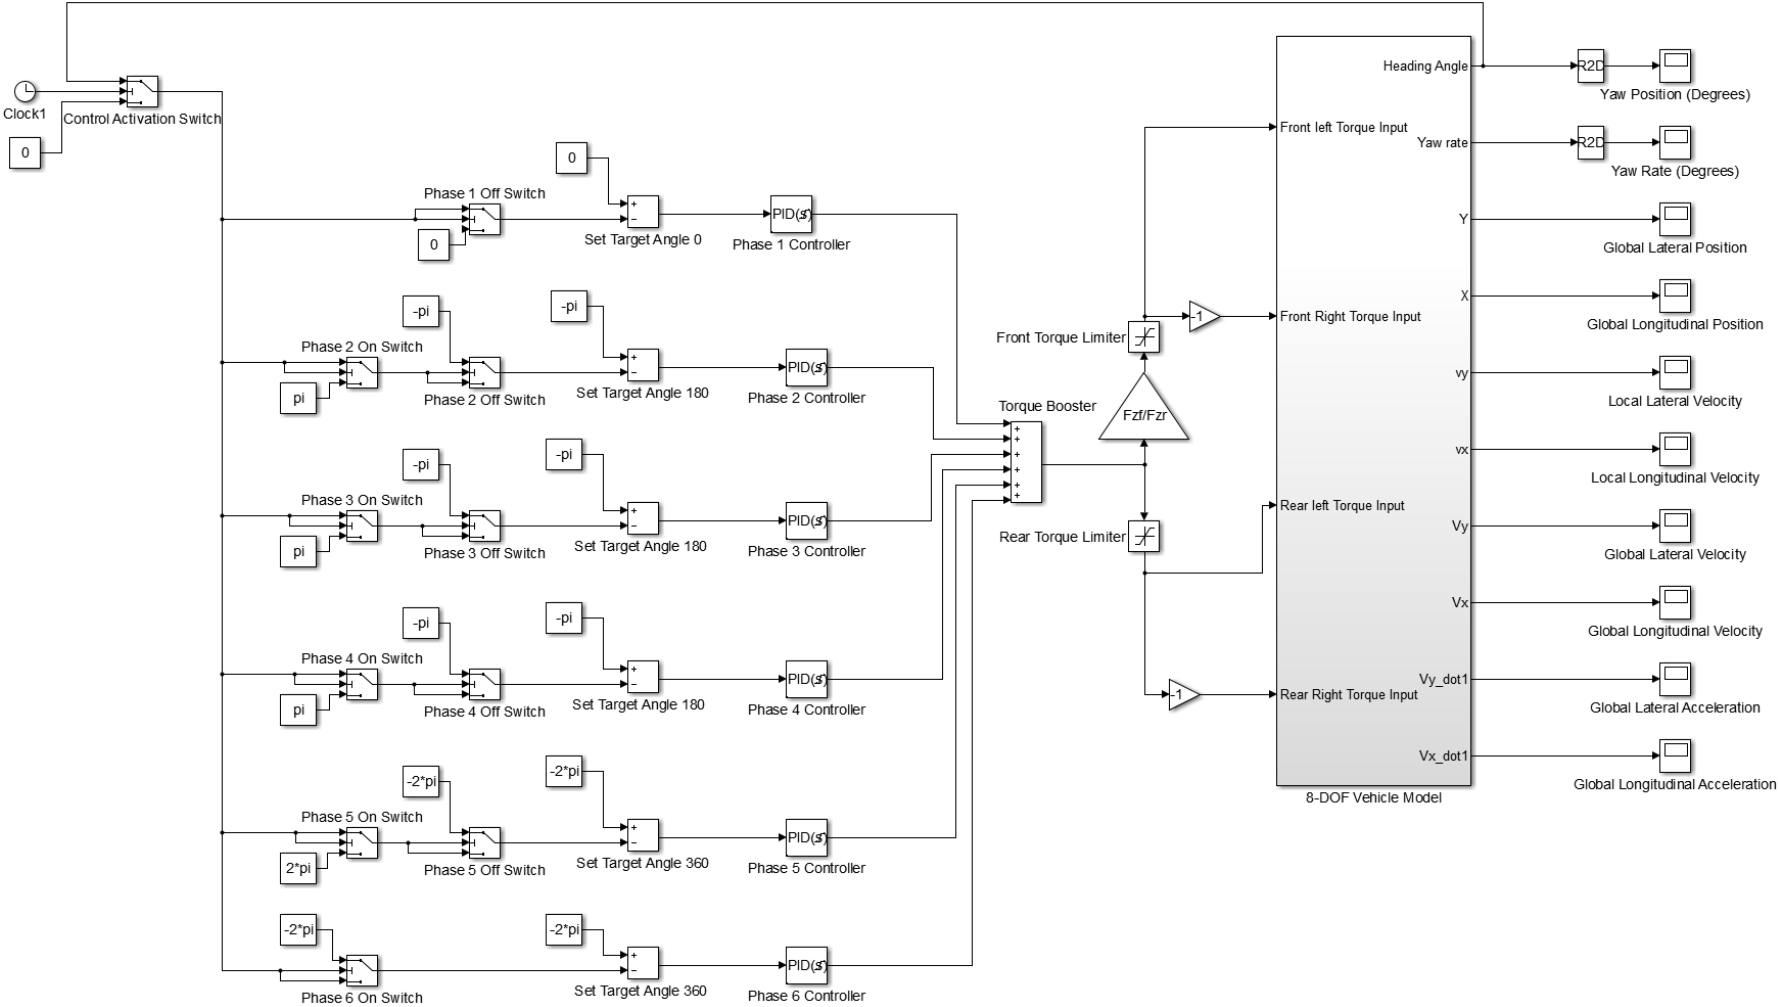 Heading Angle
R2D
Yaw Position (Degrees)
Clock1
Control Activation Switch
0
Front left Torque Input
Yaw rate
R2D
Yaw Rate (Degrees)
0
Phase 1 Off Switch
0
Set Target Angle 0
PID(s)
Phase 1 Controller
Y
Global Lateral Position
-pi
-pi
X
Global Longitudinal Position
-1
Front Right Torque Input
Front Torque Limiter
Phase 2 On Switch
pi
Phase 2 Off Switch
Set Target Angle 180
PID(s)
Phase 2 Controller
vy
Local Lateral Velocity
Torque Booster
Fzf/Fzr
+
+
+
+
+
+
-pi
-pi
vx
Local Longitudinal Velocity
Phase 3 On Switch
pi
Phase 3 Off Switch
Set Target Angle 180
PID(s)
Phase 3 Controller
Rear left Torque Input
Rear Torque Limiter
Vy
Global Lateral Velocity
-pi
-pi
Vx
Global Longitudinal Velocity
Phase 4 On Switch
pi
Phase 4 Off Switch
Set Target Angle 180
PID(s)
Phase 4 Controller
-1
Rear Right Torque Input
Vy_dot1
Global Lateral Acceleration
-2*pi
-2*pi
Vx_dot1
Global Longitudinal Acceleration
8-DOF Vehicle Model
Phase 5 On Switch
2*pi
Phase 5 Off Switch
Set Target Angle 360
PID(s)
Phase 5 Controller
-2*pi
-2*pi
Phase 6 On Switch
Set Target Angle 360
PID(s)
Phase 6 Controller